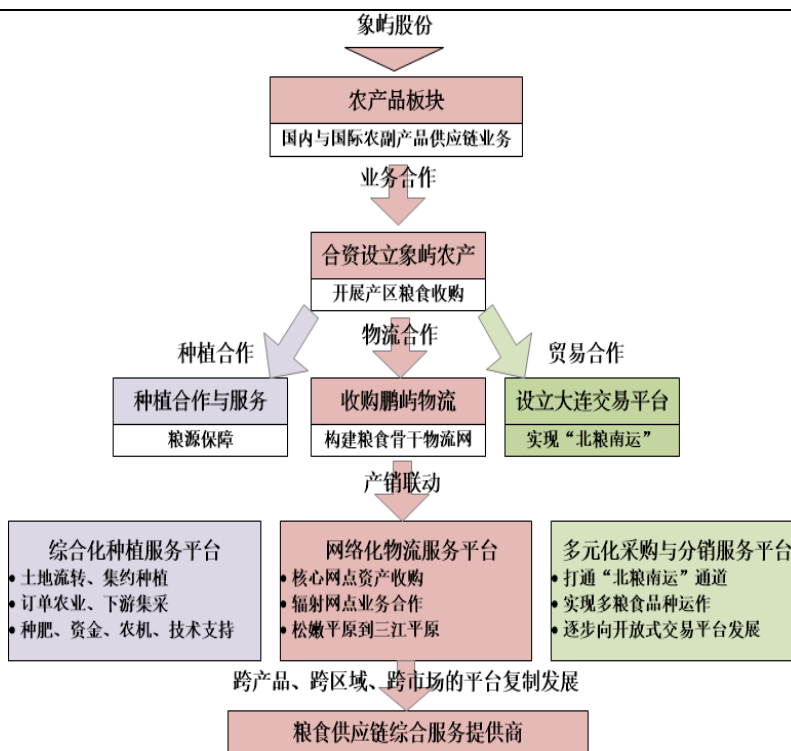 象屿股份
农产品板块
国内与国际农副产品供应链业务
业务合作
合资设立象屿农产
开展产区粮食收购
种植合作
物流合作
贸易合作
种植合作与服务
粮源保障
收购鹏屿物流
构建粮食骨干物流网
设立大连交易平台
实现“北粮南运”
产销联动
综合化种植服务平台
• 土地流转、集约种植
• 订单农业、下游集采
• 种肥、资金、农机、技术支持
网络化物流服务平台
• 核心网点资产收购
• 辐射网点业务合作
• 松嫩平原到三江平原
多元化采购与分销服务平台
• 打通“北粮南运”通道
• 实现多粮食品种运作
• 逐步向开放式交易平台发展
跨产品、跨区域、跨市场的平台复制发展
粮食供应链综合服务提供商